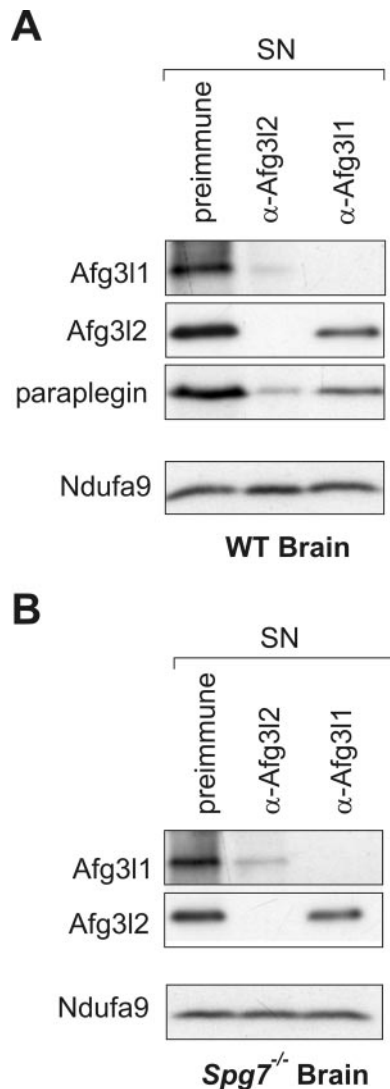 A
SN
preimmune
α-Afg3l2
α-Afg3l1
Afg3l1
Afg3l2
paraplegin
Ndufa9
WT Brain
B
SN
preimmune
α-Afg3l2
α-Afg3l1
Afg3l1
Afg3l2
Ndufa9
Spg7-/- Brain